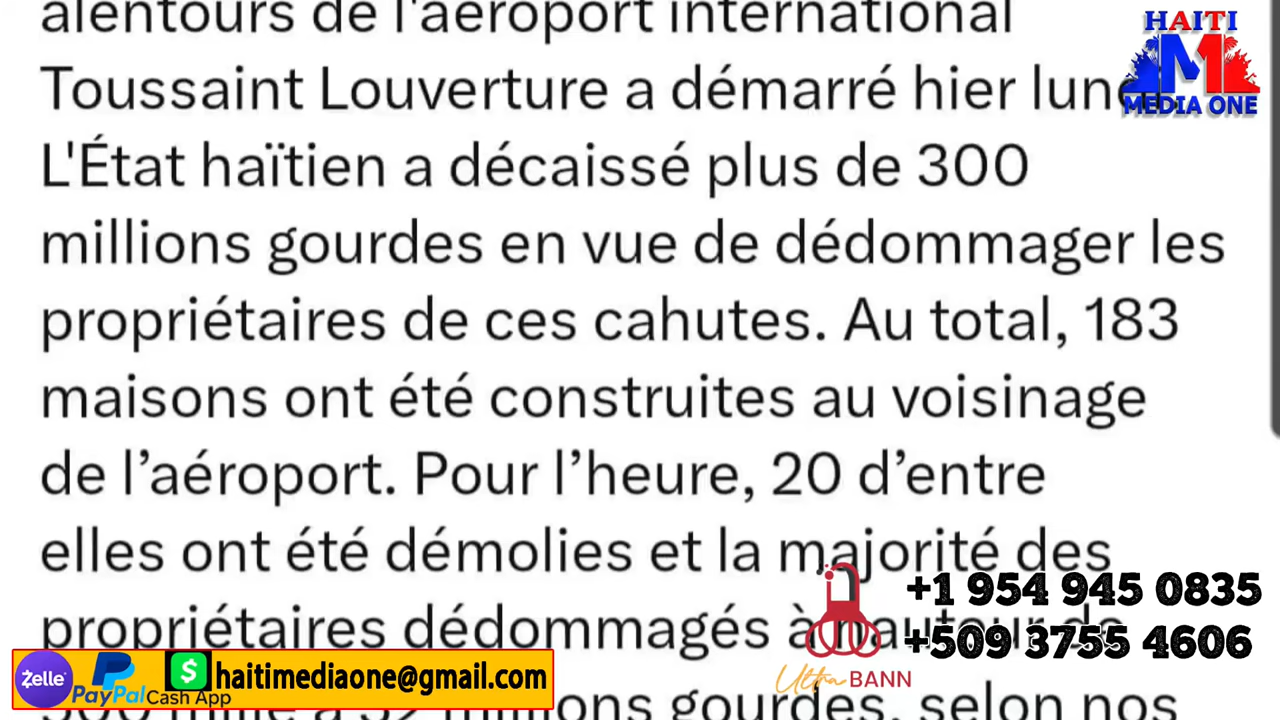 alentours de l'aéroport international
Toussaint Louverture a démarré hier
L'État haïtien a décaissé plus de 300
millions gourdes en vue de dédommager les
propriétaires de ces cahutes. Au total, 183
maisons ont été construites au voisinage
de l’aéroport. Pour l’heure, 20 d’entre
elles ont été démolies et la majorité des
propriétaires dédommagés à hauteur de
gourdes, selon nos
HAITI
M
MEDIA ONE
+1 954 945 0835
+509 3755 4606
Ultra BANN
Zelle
PayPal
$
Cash App
haitimediaone@gmail.com